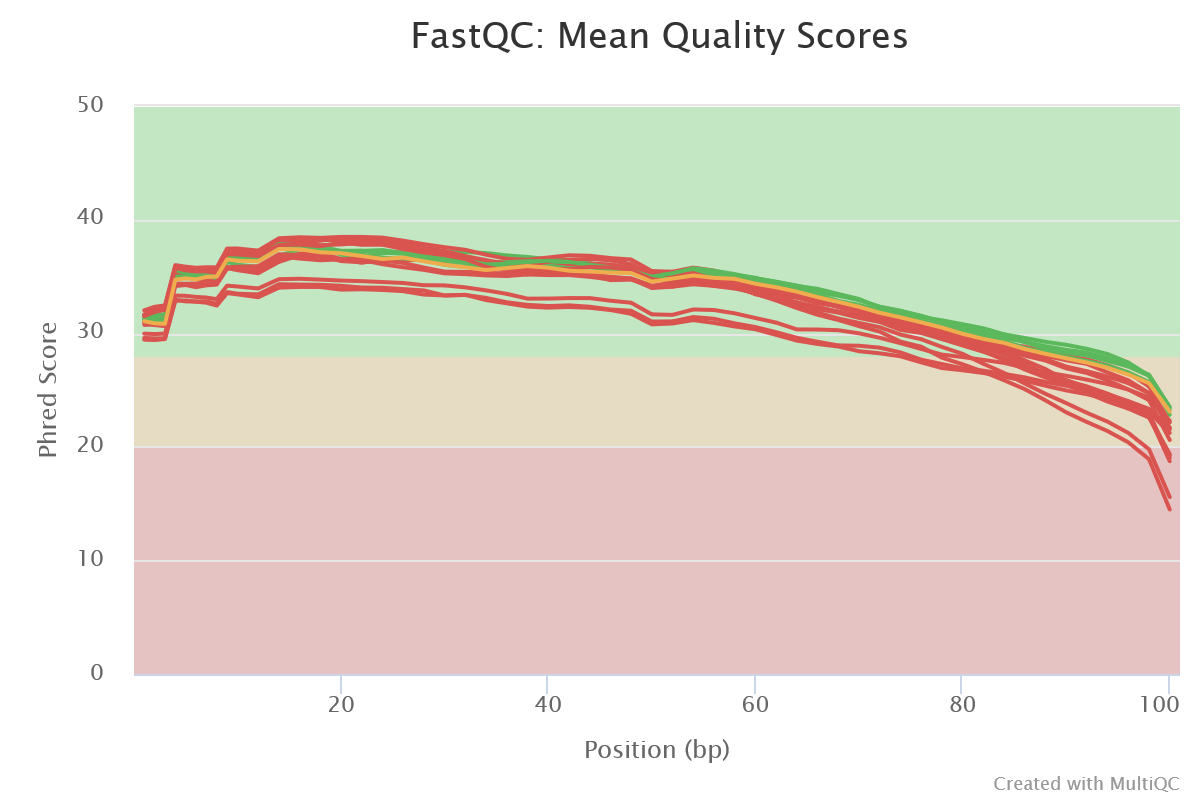 FastQC: Mean Quality Scores
50
40
30
20
10
0
Phred Score
20 40 60 80 100
Position (bp)
Created with MultiQC